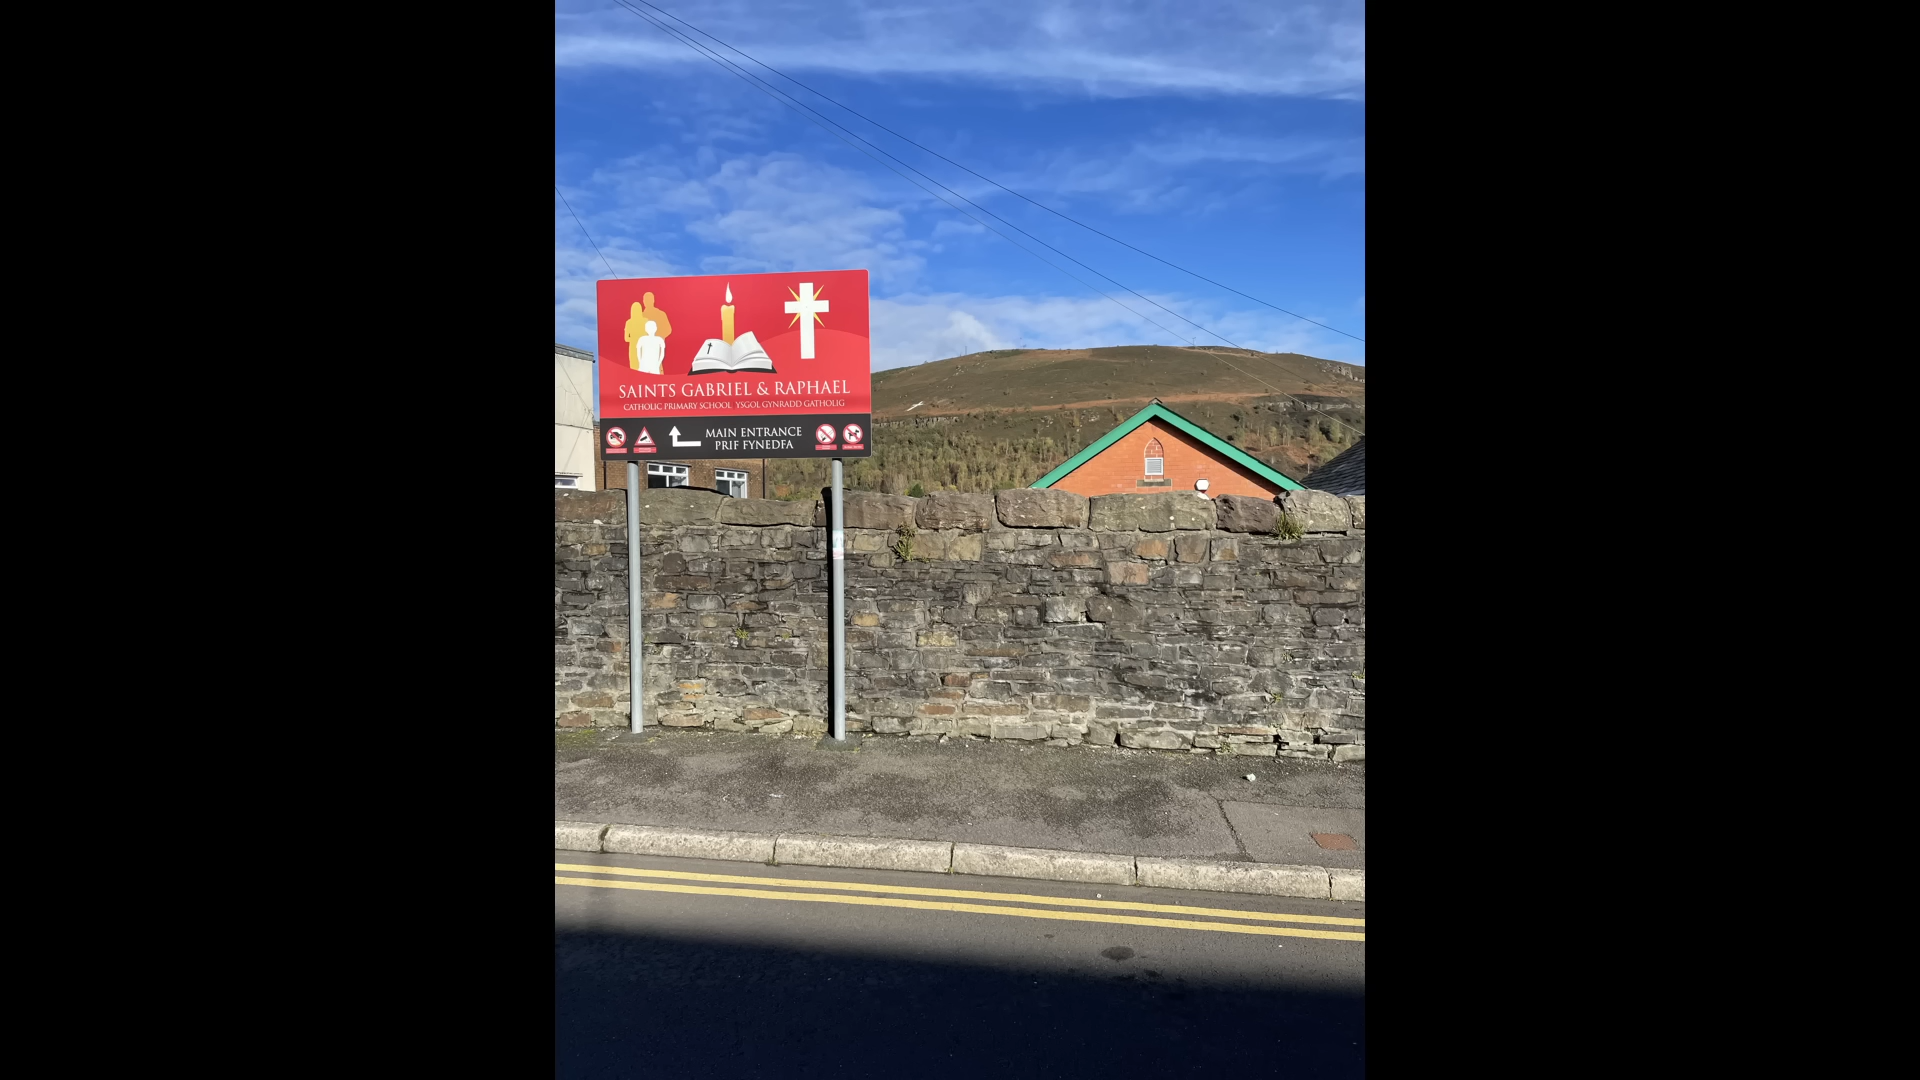 SAINTS GABRIEL & RAPHAEL
CATHOLIC PRIMARY SCHOOL YSGOL GYNRADD GATHOLIG
MAIN ENTRANCE
PRIF FYNEDFA